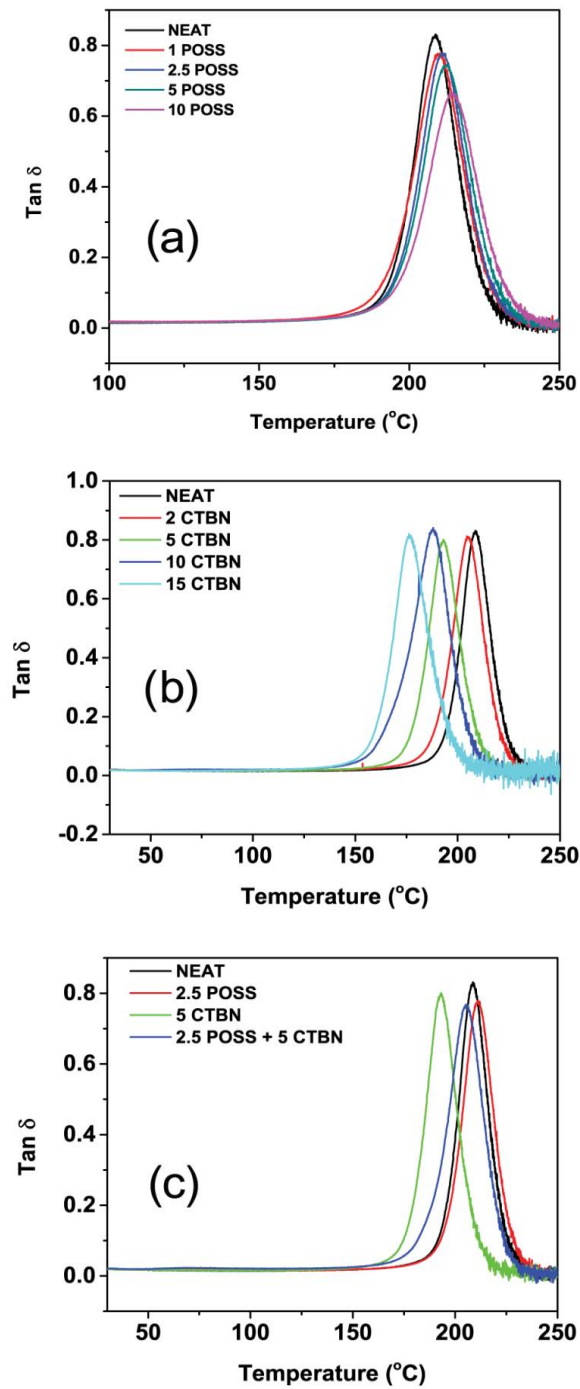 NEAT
1 POSS
2.5 POSS
5 POSS
10 POSS
0.8
0.6
0.4
0.2
0.0
Tan δ
(a)
100
150
200
250
Temperature (°C)
NEAT
2 CTBN
5 CTBN
10 CTBN
15 CTBN
1.0
0.8
0.6
0.4
0.2
0.0
-0.2
Tan δ
(b)
50
100
150
200
250
Temperature (°C)
NEAT
2.5 POSS
5 CTBN
2.5 POSS + 5 CTBN
0.8
0.6
0.4
0.2
0.0
Tan δ
(c)
50
100
150
200
250
Temperature (°C)